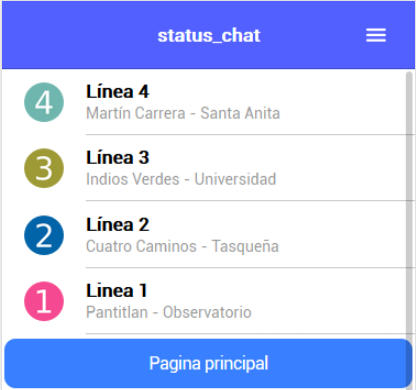 status_chat
4 Línea 4
Martín Carrera - Santa Anita
3 Línea 3
Indios Verdes - Universidad
2 Línea 2
Cuatro Caminos - Tasqueña
1 Linea 1
Pantitlan - Observatorio
Pagina principal